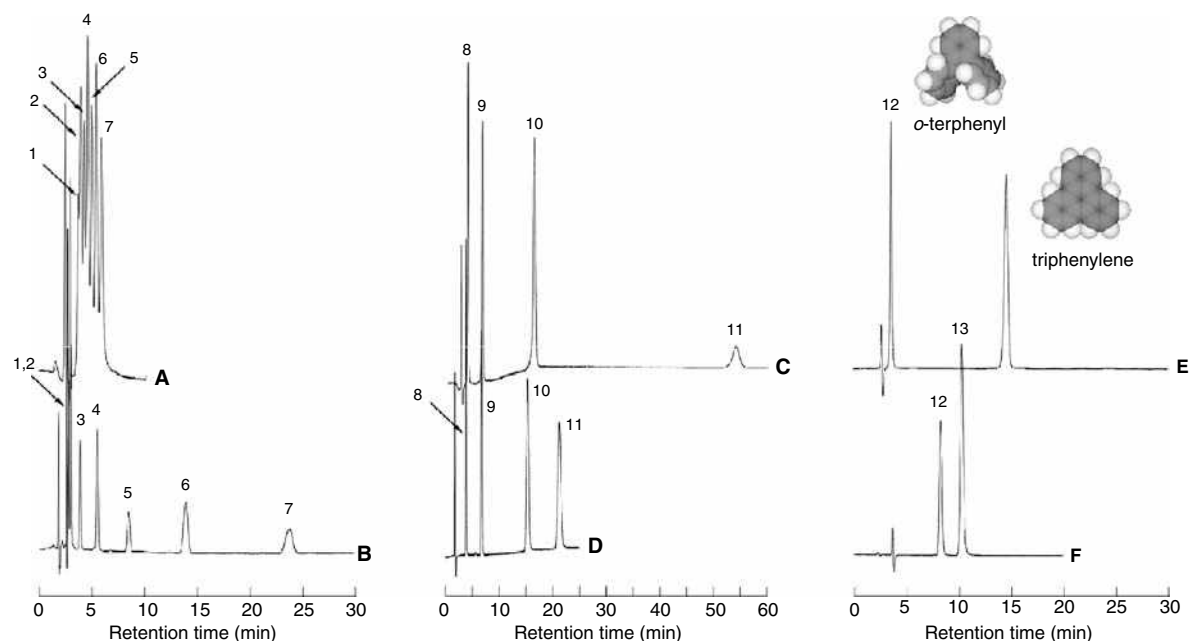 4
6
5
3
2
7
1
A
1,2
3
4
5
6
7
B
0 5 10 15 20 25 30
Retention time (min)
8
9
10
11
C
8
9
10
11
D
0 10 20 30 40 50 60
Retention time (min)
12
o-terphenyl
triphenylene
E
13
12
F
0 5 10 15 20 25 30
Retention time (min)